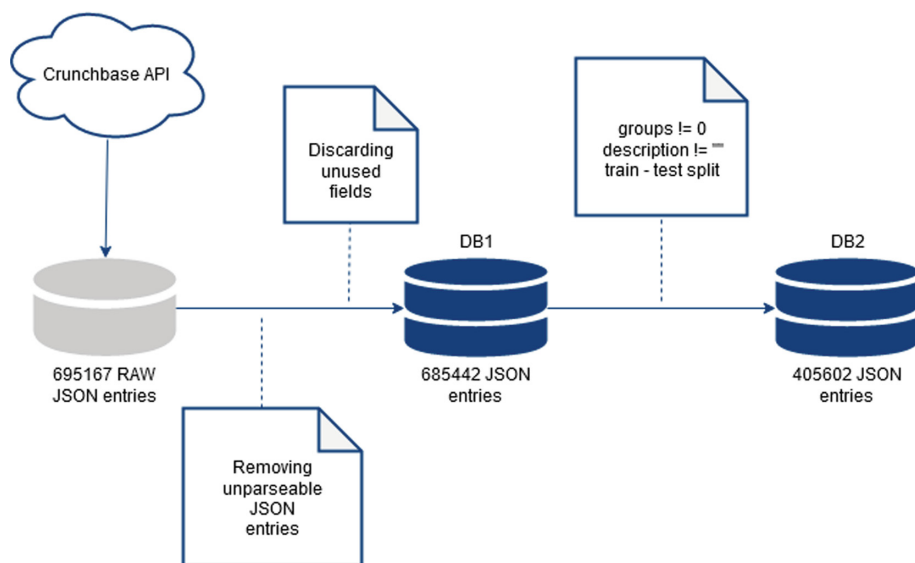 Crunchbase API
Discarding
unused
fields
groups != 0
description != ""
train - test split
DB1
DB2
695167 RAW
JSON entries
685442 JSON
entries
405602 JSON
entries
Removing
unparseable
JSON
entries